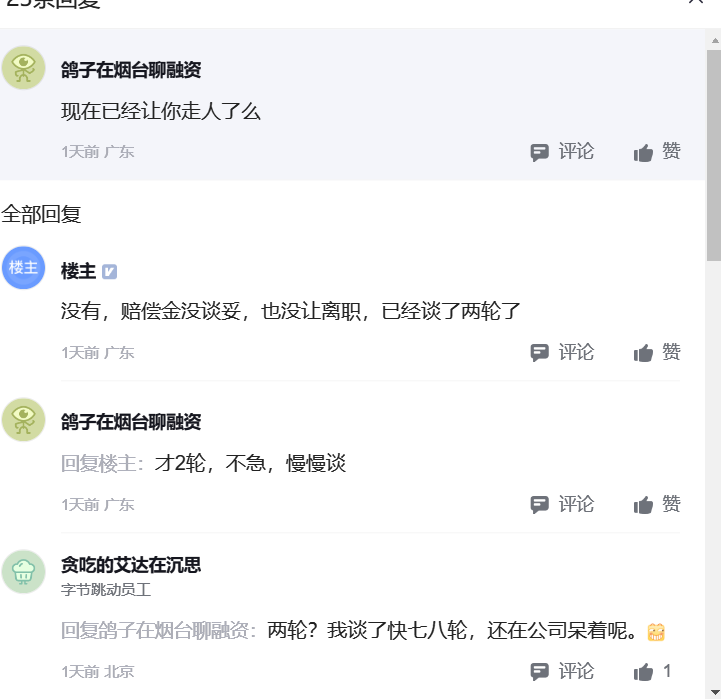 25条回复
鸽子在烟台聊融资
现在已经让你走人了么
1天前 广东
评论
赞
全部回复
楼主
楼主
没有，赔偿金没谈妥，也没让离职，已经谈了两轮了
1天前 广东
评论
赞
鸽子在烟台聊融资
回复楼主：才2轮，不急，慢慢谈
1天前 广东
评论
赞
贪吃的艾达在沉思
字节跳动员工
回复鸽子在烟台聊融资：两轮？我谈了快七八轮，还在公司呆着呢。
1天前 北京
评论
1